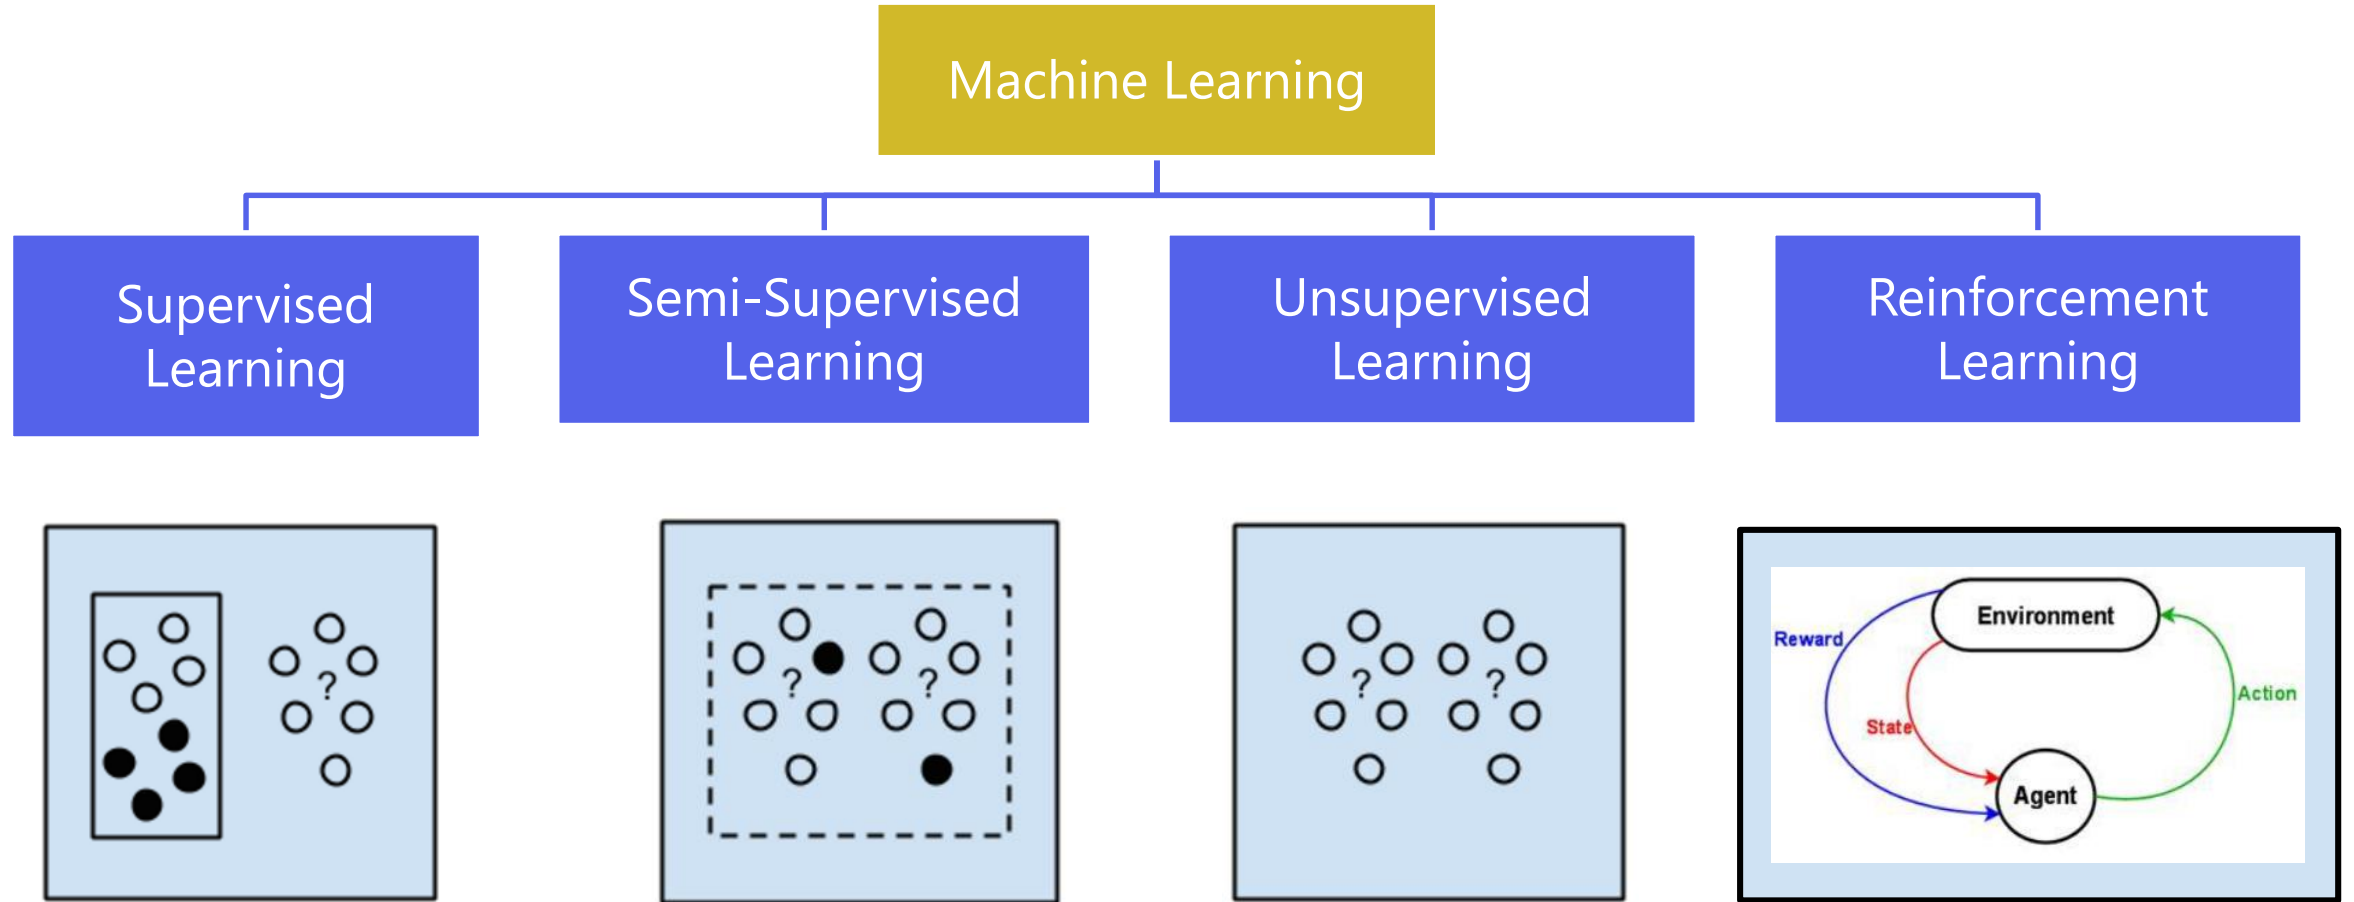 Machine Learning
Supervised
Learning
Semi-Supervised
Learning
Unsupervised
Learning
Reinforcement
Learning
?
? ?
? ?
Environment
Reward
Action
State
Agent